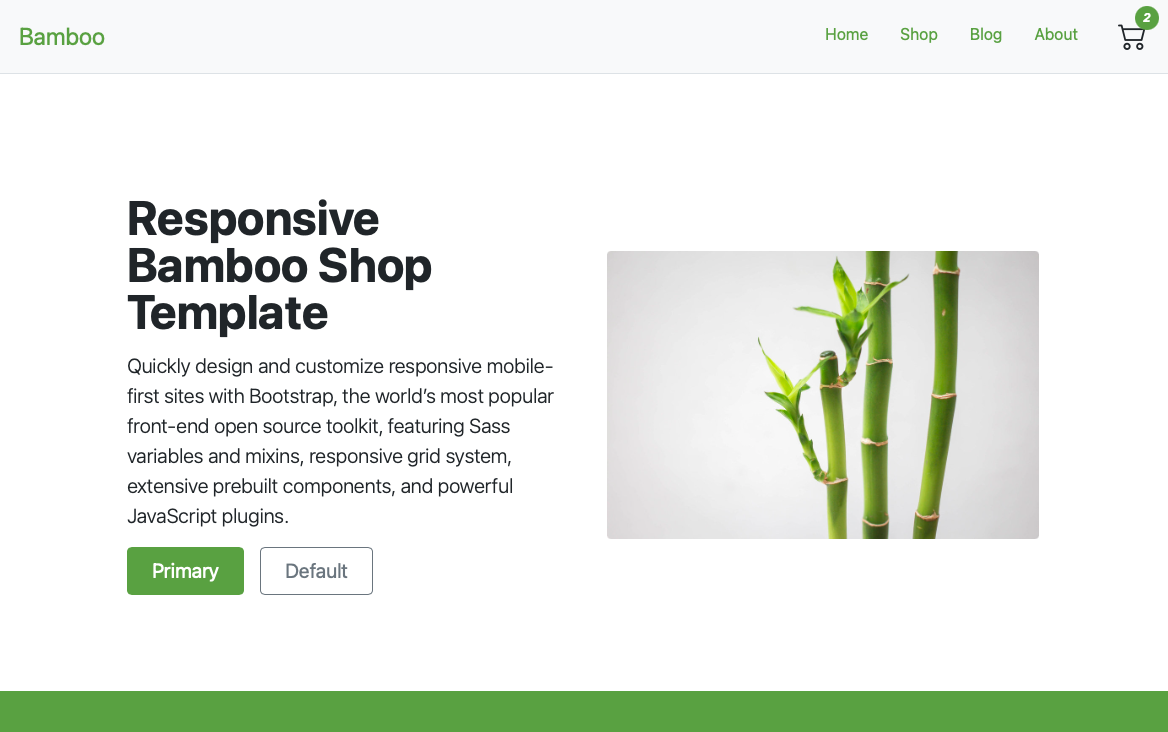 Bamboo
Home Shop Blog About
2
Responsive
Bamboo Shop
Template
Quickly design and customize responsive mobile-
first sites with Bootstrap, the world’s most popular
front-end open source toolkit, featuring Sass
variables and mixins, responsive grid system,
extensive prebuilt components, and powerful
JavaScript plugins.
Primary Default